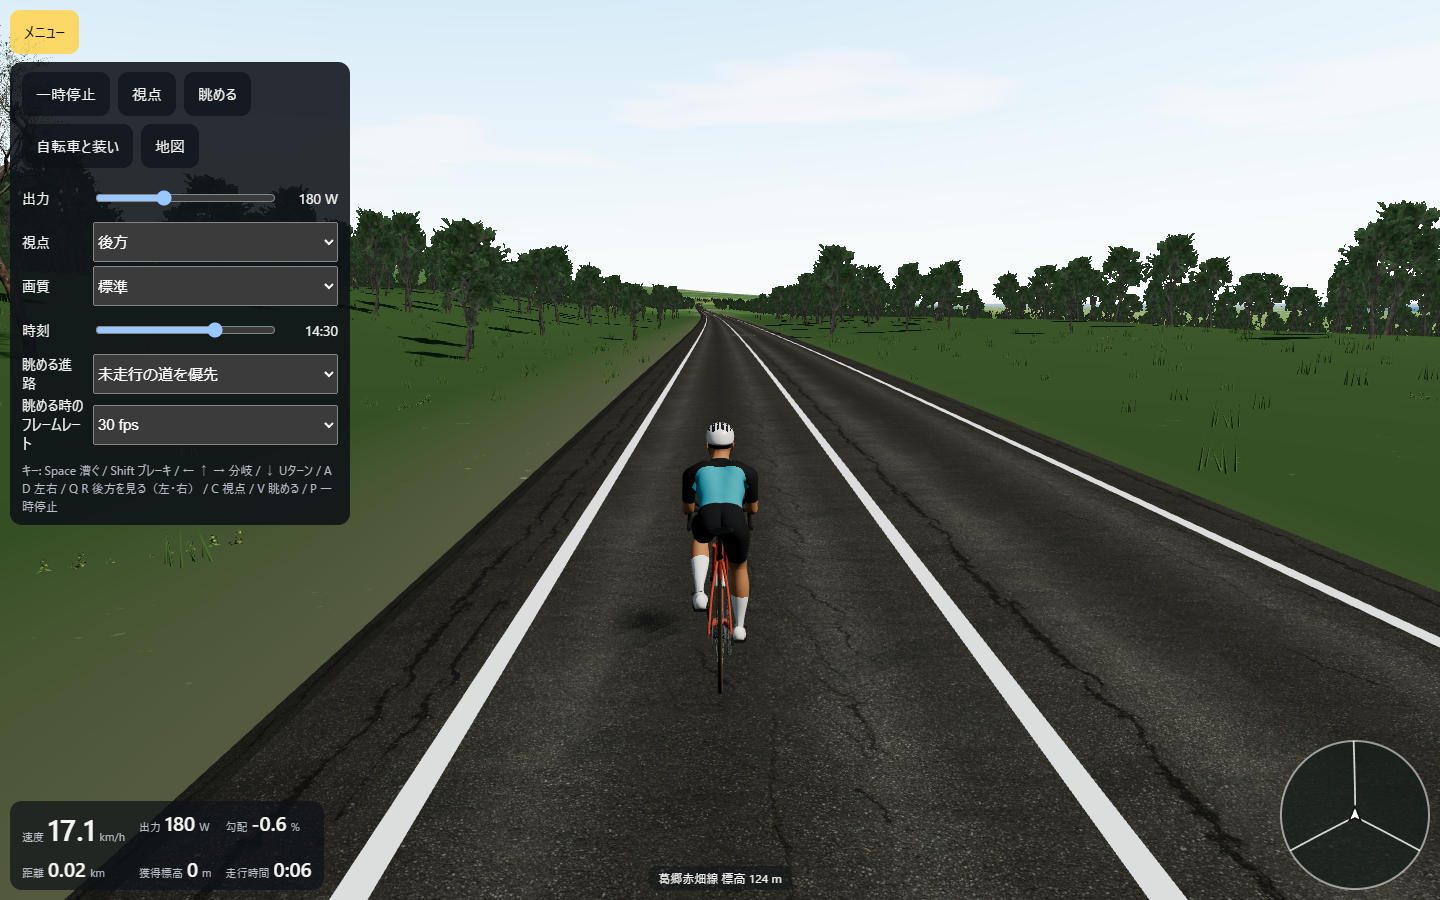 メニュー
一時停止
視点
眺める
自転車と装い
地図
出力 180 W
視点 後方
画質 標準
時刻 14:30
眺める進
路
未走行の道を優先
眺める時の
フレームレー
ト
30 fps
キー: Space 漕ぐ / Shift ブレーキ / ← ↑ → 分岐 / ↓ Uターン / A
D 左右 / Q R 後方を見る（左・右） / C 視点 / V 眺める / P 一
時停止
速度 17.1 km/h 出力 180 W 勾配 -0.6 %
距離 0.02 km 獲得標高 0 m 走行時間 0:06
葛郷赤畑線 標高 124 m